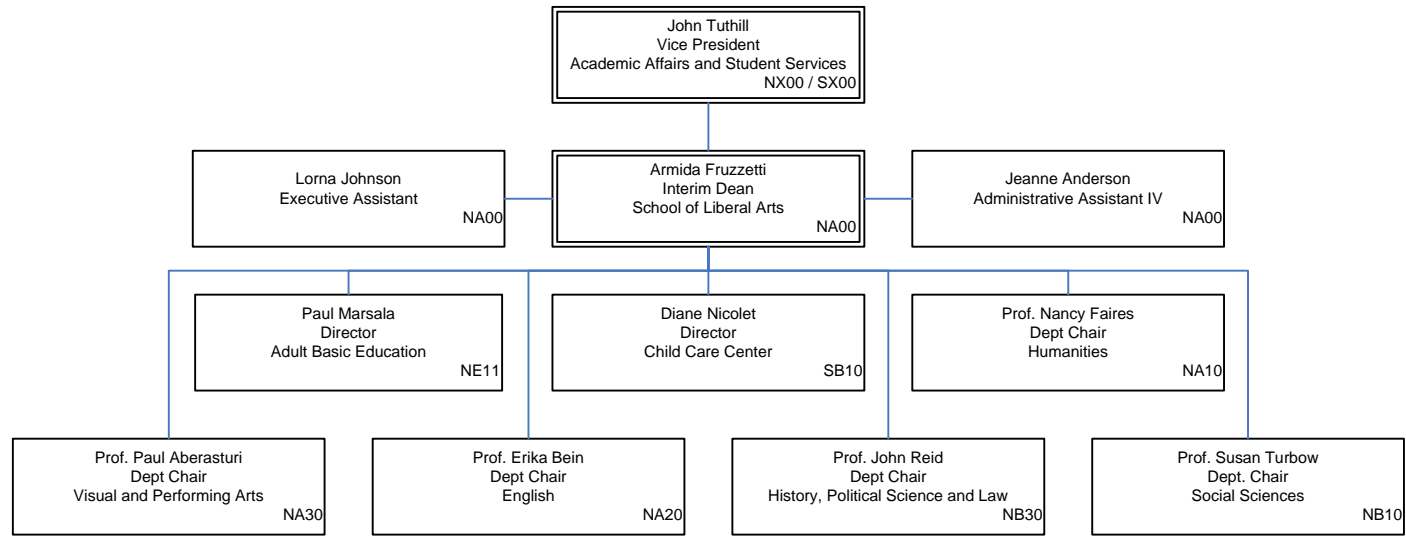 John Tuthill
Vice President
Academic Affairs and Student Services
NX00 / SX00
Lorna Johnson
Executive Assistant
NA00
Armida Fruzzetti
Interim Dean
School of Liberal Arts
NA00
Jeanne Anderson
Administrative Assistant IV
NA00
Paul Marsala
Director
Adult Basic Education
NE11
Diane Nicolet
Director
Child Care Center
SB10
Prof. Nancy Faires
Dept Chair
Humanities
NA10
Prof. Paul Aberasturi
Dept Chair
Visual and Performing Arts
NA30
Prof. Erika Bein
Dept Chair
English
NA20
Prof. John Reid
Dept Chair
History, Political Science and Law
NB30
Prof. Susan Turbow
Dept. Chair
Social Sciences
NB10